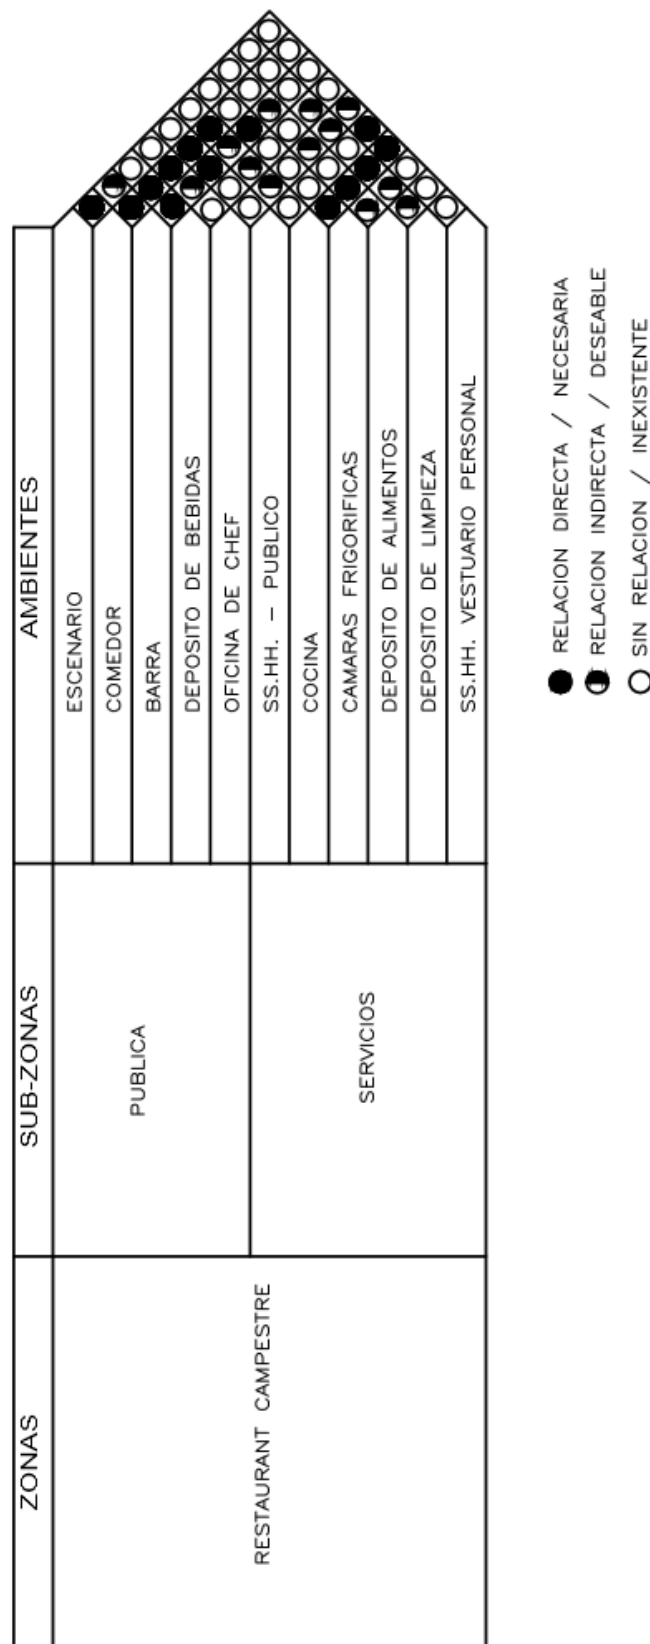 ZONAS
SUB-ZONAS
AMBIENTES
RESTAURANT CAMPESTRE
PUBLICA
SERVICIOS
ESCENARIO
COMEDOR
BARRA
DEPOSITO DE BEBIDAS
OFICINA DE CHEF
SS.HH. - PUBLICO
COCINA
CAMARAS FRIGORIFICAS
DEPOSITO DE ALIMENTOS
DEPOSITO DE LIMPIEZA
SS.HH. VESTUARIO PERSONAL
RELACION DIRECTA / NECESARIA
RELACION INDIRECTA / DESEABLE
SIN RELACION / INEXISTENTE